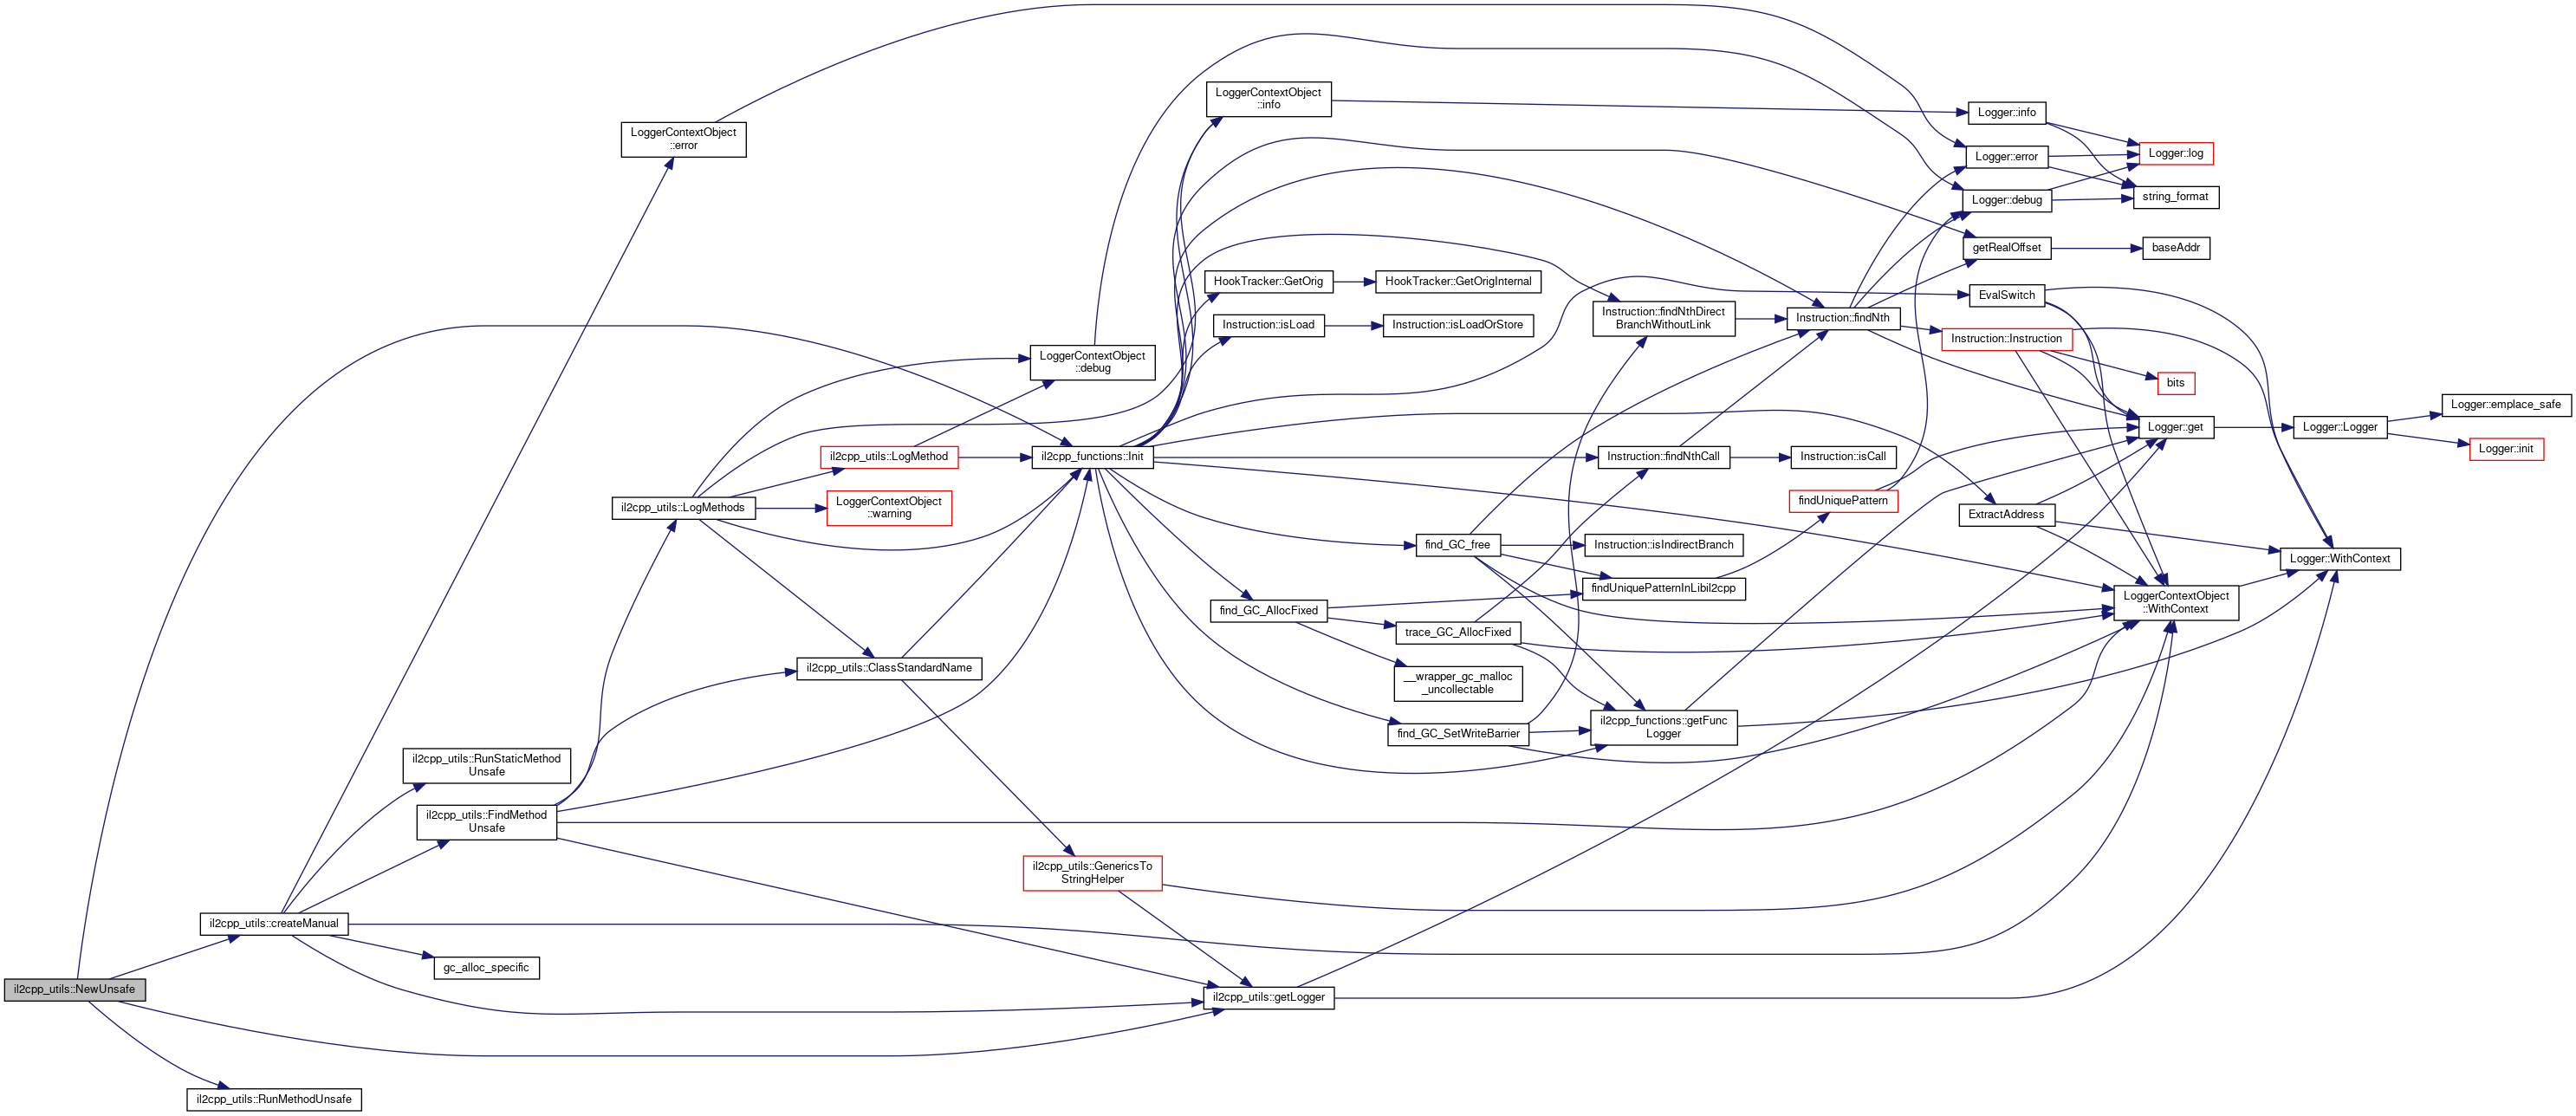 il2cpp_utils::NewUnsafe
il2cpp_utils::createManual
il2cpp_utils::RunMethodUnsafe
LoggerContextObject
::error
il2cpp_utils::RunStaticMethod
Unsafe
il2cpp_utils::FindMethod
Unsafe
gc_alloc_specific
il2cpp_utils::LogMethods
il2cpp_utils::LogMethod
LoggerContextObject
::warning
il2cpp_utils::ClassStandardName
LoggerContextObject
::debug
il2cpp_functions::Init
il2cpp_utils::GenericsTo
StringHelper
LoggerContextObject
::info
HookTracker::GetOrig
Instruction::isLoad
find_GC_AllocFixed
il2cpp_utils::getLogger
HookTracker::GetOrigInternal
Instruction::isLoadOrStore
find_GC_free
trace_GC_AllocFixed
__wrapper_gc_malloc
_uncollectable
find_GC_SetWriteBarrier
Instruction::findNthDirect
BranchWithoutLink
Instruction::findNthCall
Instruction::isIndirectBranch
findUniquePatternInLibil2cpp
il2cpp_functions::getFunc
Logger
Instruction::findNth
Instruction::isCall
findUniquePattern
Logger::info
Logger::error
Logger::debug
getRealOffset
EvalSwitch
Instruction::Instruction
ExtractAddress
Logger::log
string_format
baseAddr
bits
Logger::get
LoggerContextObject
::WithContext
Logger::Logger
Logger::WithContext
Logger::emplace_safe
Logger::init